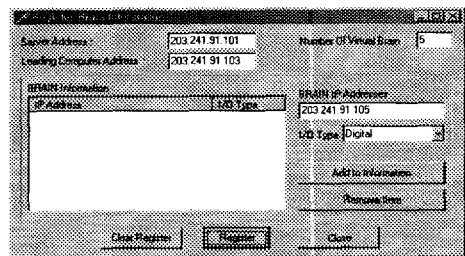 Server Address : 203.241.91.101 Number Of Virtual Brain 5
Leading Computer Address 203.241.91.103
BRAIN Information
IP Address I/O Type
BRAIN IP Addresser
203.241.91.105
I/O Type Digital
Add to Information
Remove Item
Clear Register Register Close